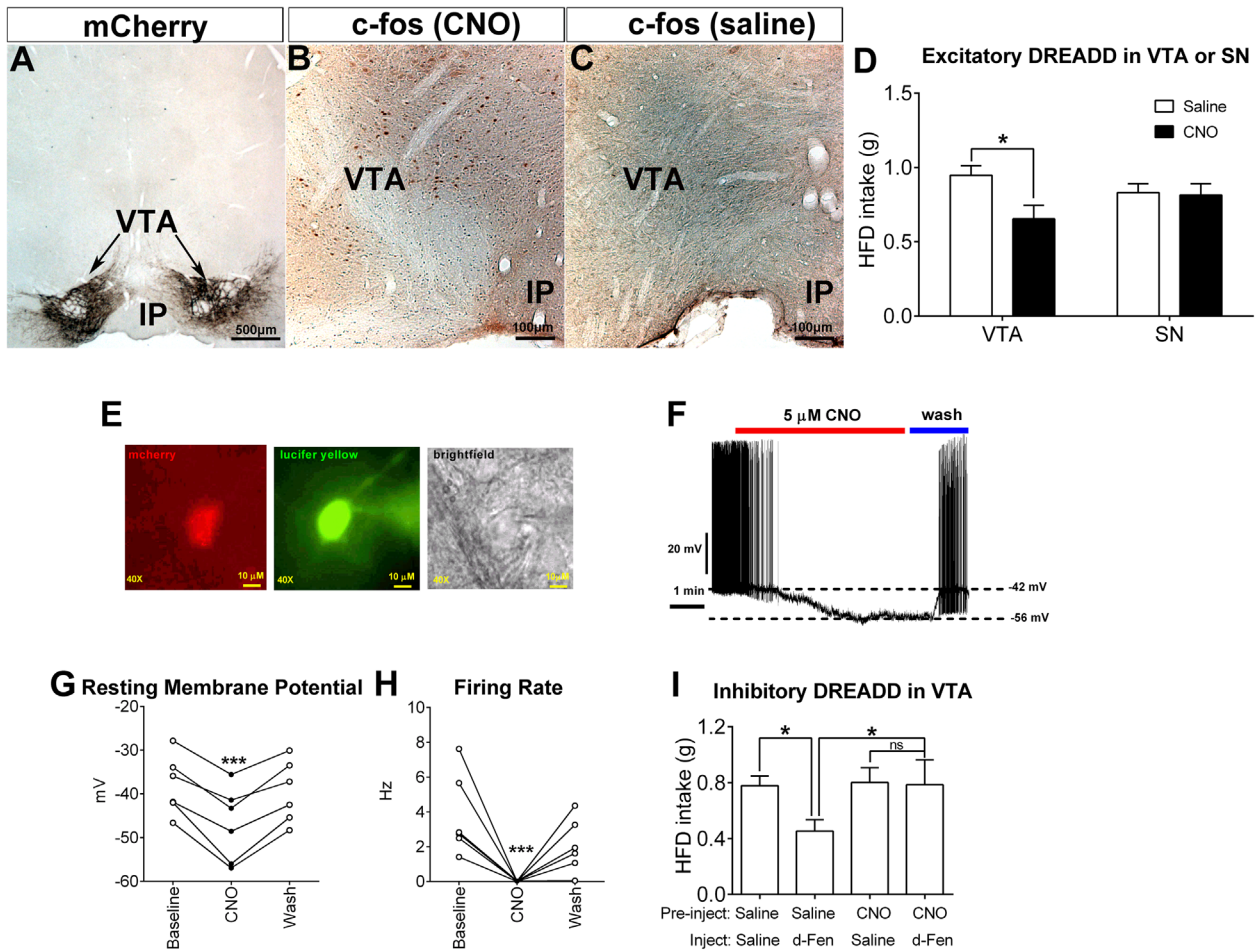 mCherry
c-fos (CNO)
c-fos (saline)
A
VTA
IP
500µm
B
VTA
IP
100µm
C
VTA
IP
100µm
D
Excitatory DREADD in VTA or SN
HFD intake (g)
1.5
1.0
0.5
0.0
*
Saline
CNO
VTA
SN
E
mcherry
40X
10 µM
lucifer yellow
40X
10 µM
brightfield
40X
10 µM
F
5 µM CNO
wash
20 mV
1 min
-42 mV
-56 mV
G
Resting Membrane Potential
mV
-20
-30
-40
-50
-60
***
Baseline
CNO
Wash
H
Firing Rate
Hz
10
8
6
4
2
0
***
Baseline
CNO
Wash
I
Inhibitory DREADD in VTA
HFD intake (g)
1.2
0.8
0.4
0.0
*
*
ns
Pre-inject: Saline Saline CNO CNO
Inject: Saline d-Fen Saline d-Fen